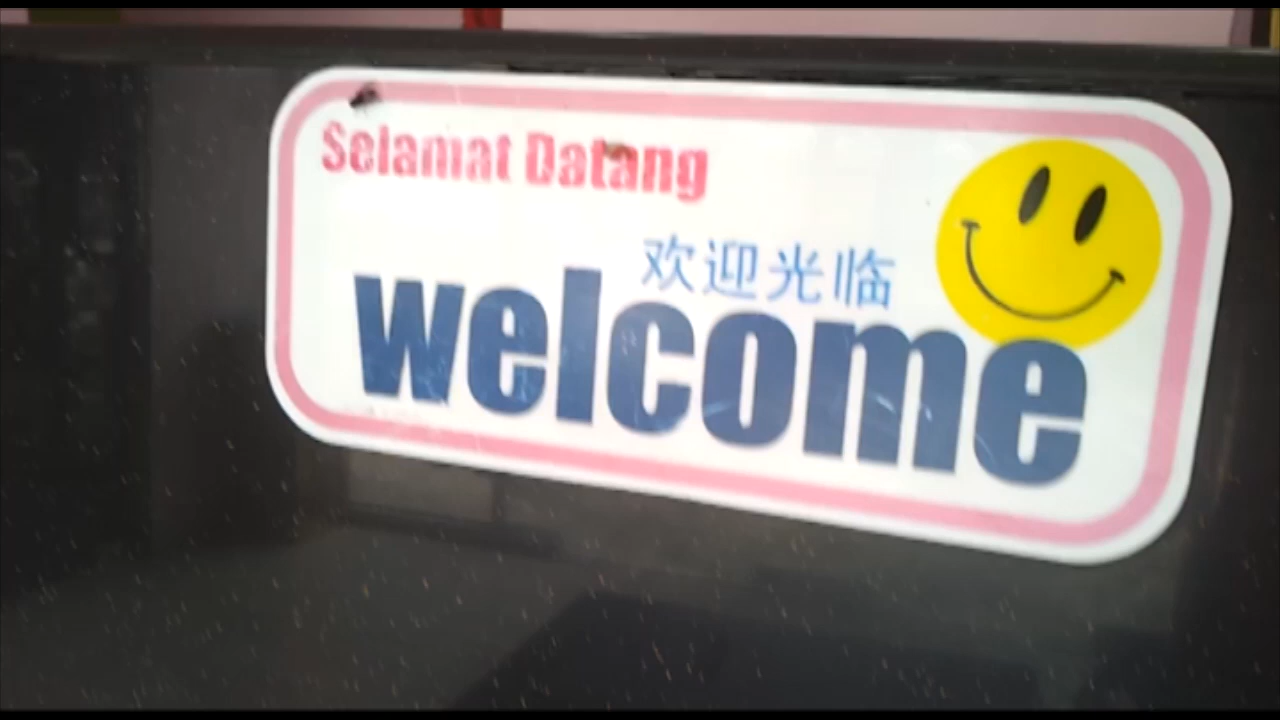 Selamat Datang
欢迎光临
welcome